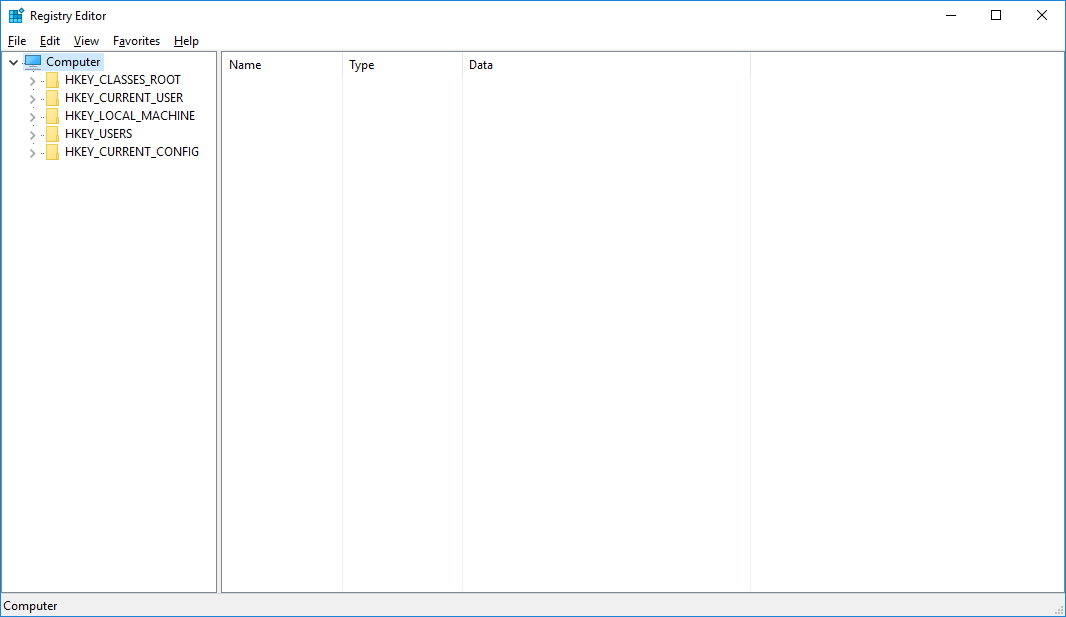 Registry Editor
File Edit View Favorites Help
Computer
HKEY_CLASSES_ROOT
HKEY_CURRENT_USER
HKEY_LOCAL_MACHINE
HKEY_USERS
HKEY_CURRENT_CONFIG
Name Type Data
Computer